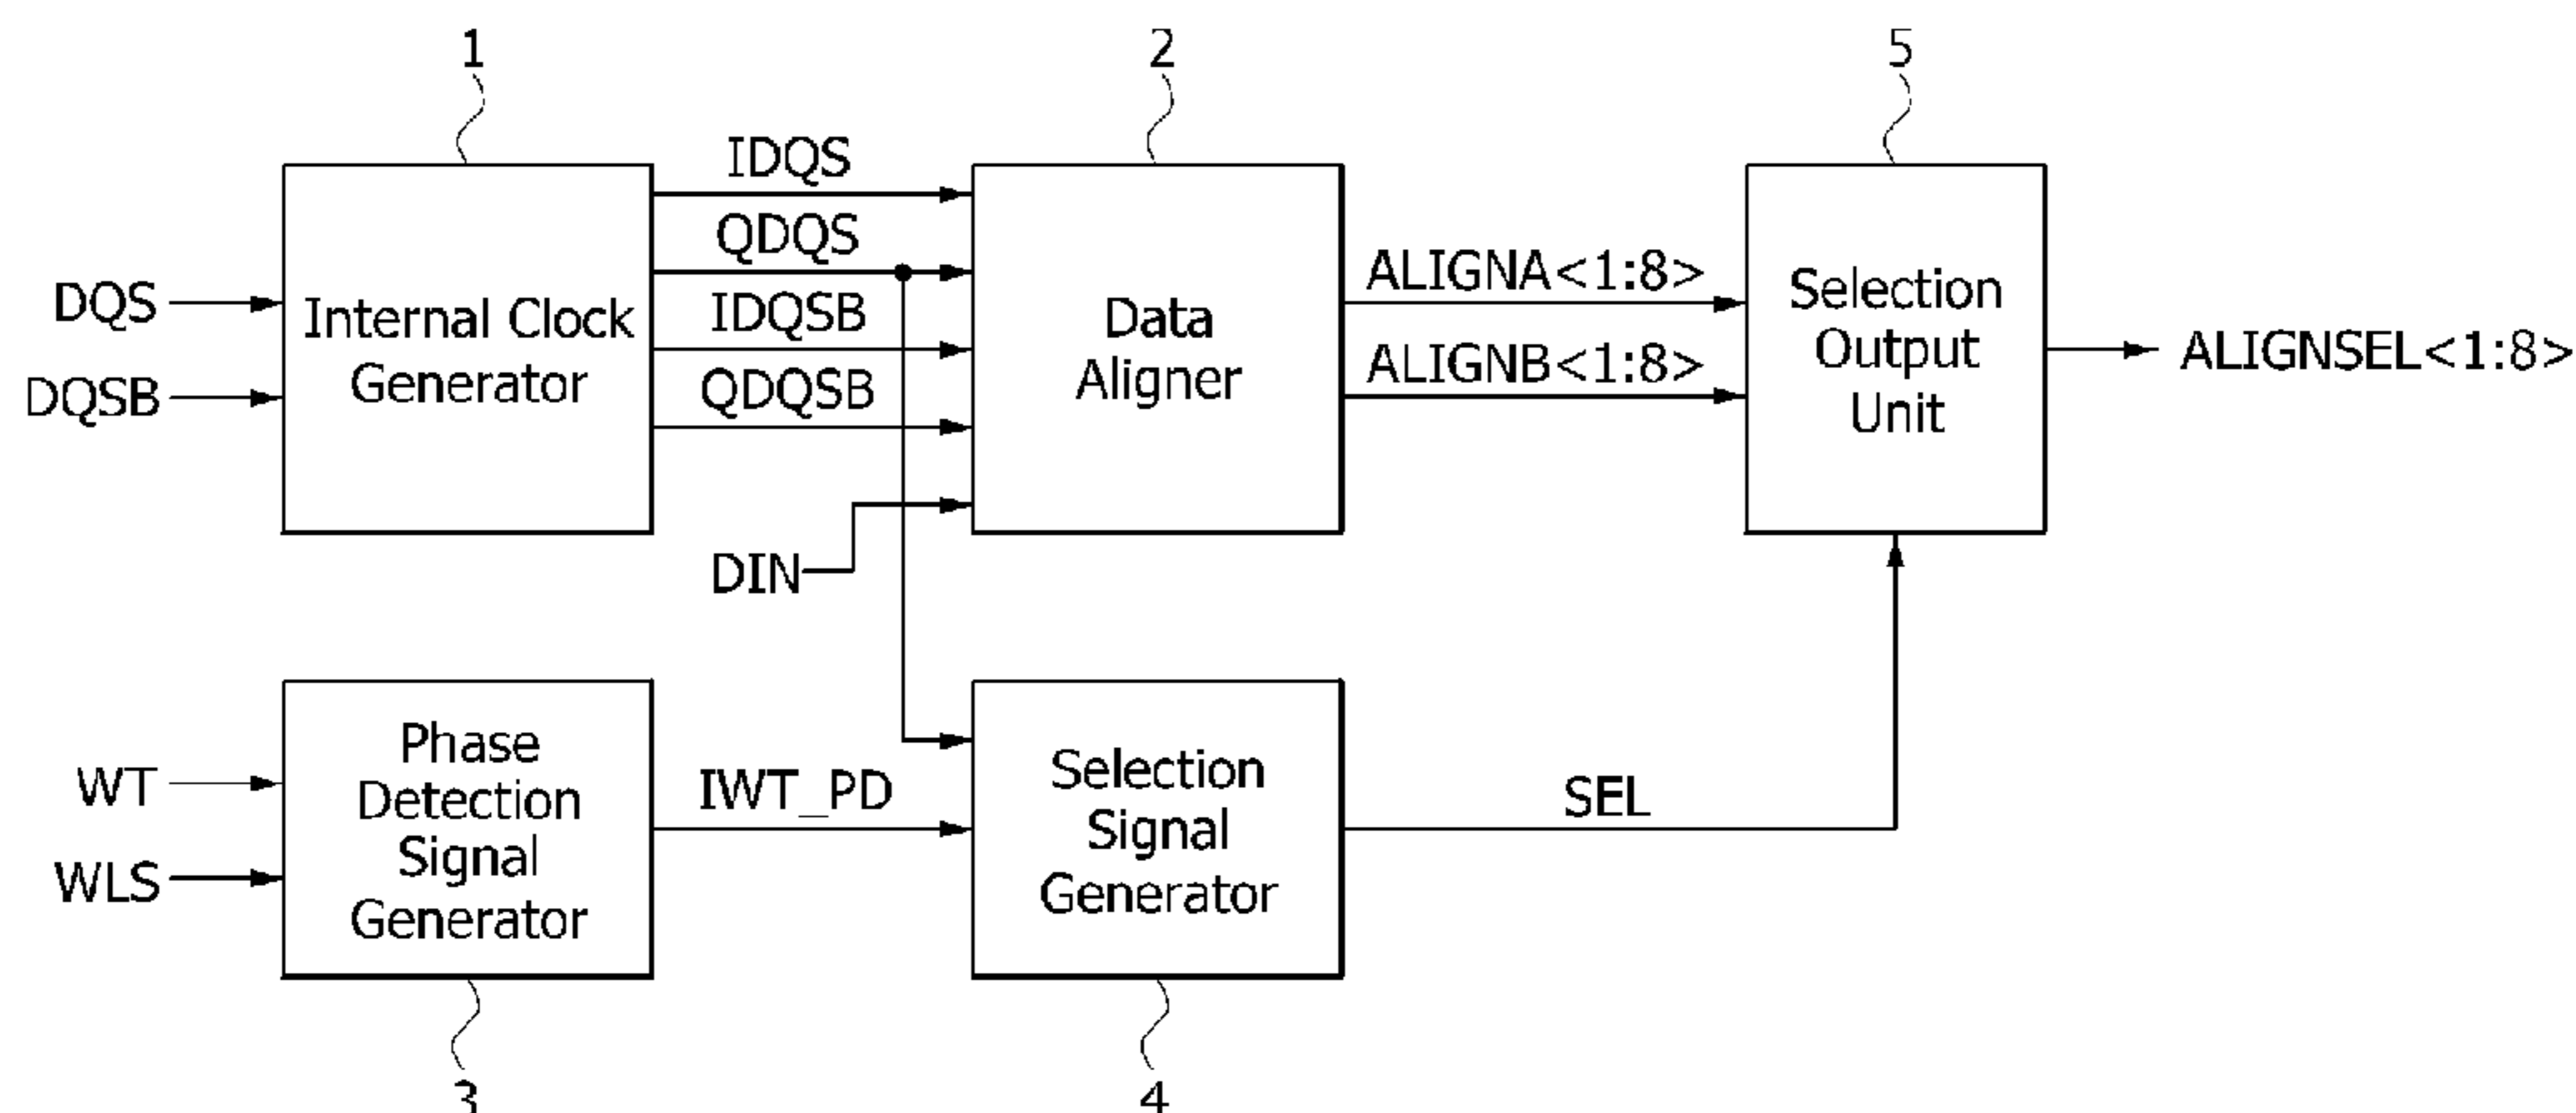 1
2
5
IDQS
QDQS
IDQSB
QDQSB
DQS
DQSB
Internal Clock
Generator
Data
Aligner
ALIGNA<1:8>
ALIGNB<1:8>
Selection
Output
Unit
ALIGNSEL<1:8>
DIN
WT
WLS
Phase
Detection
Signal
Generator
IWT_PD
Selection
Signal
Generator
SEL
3
4